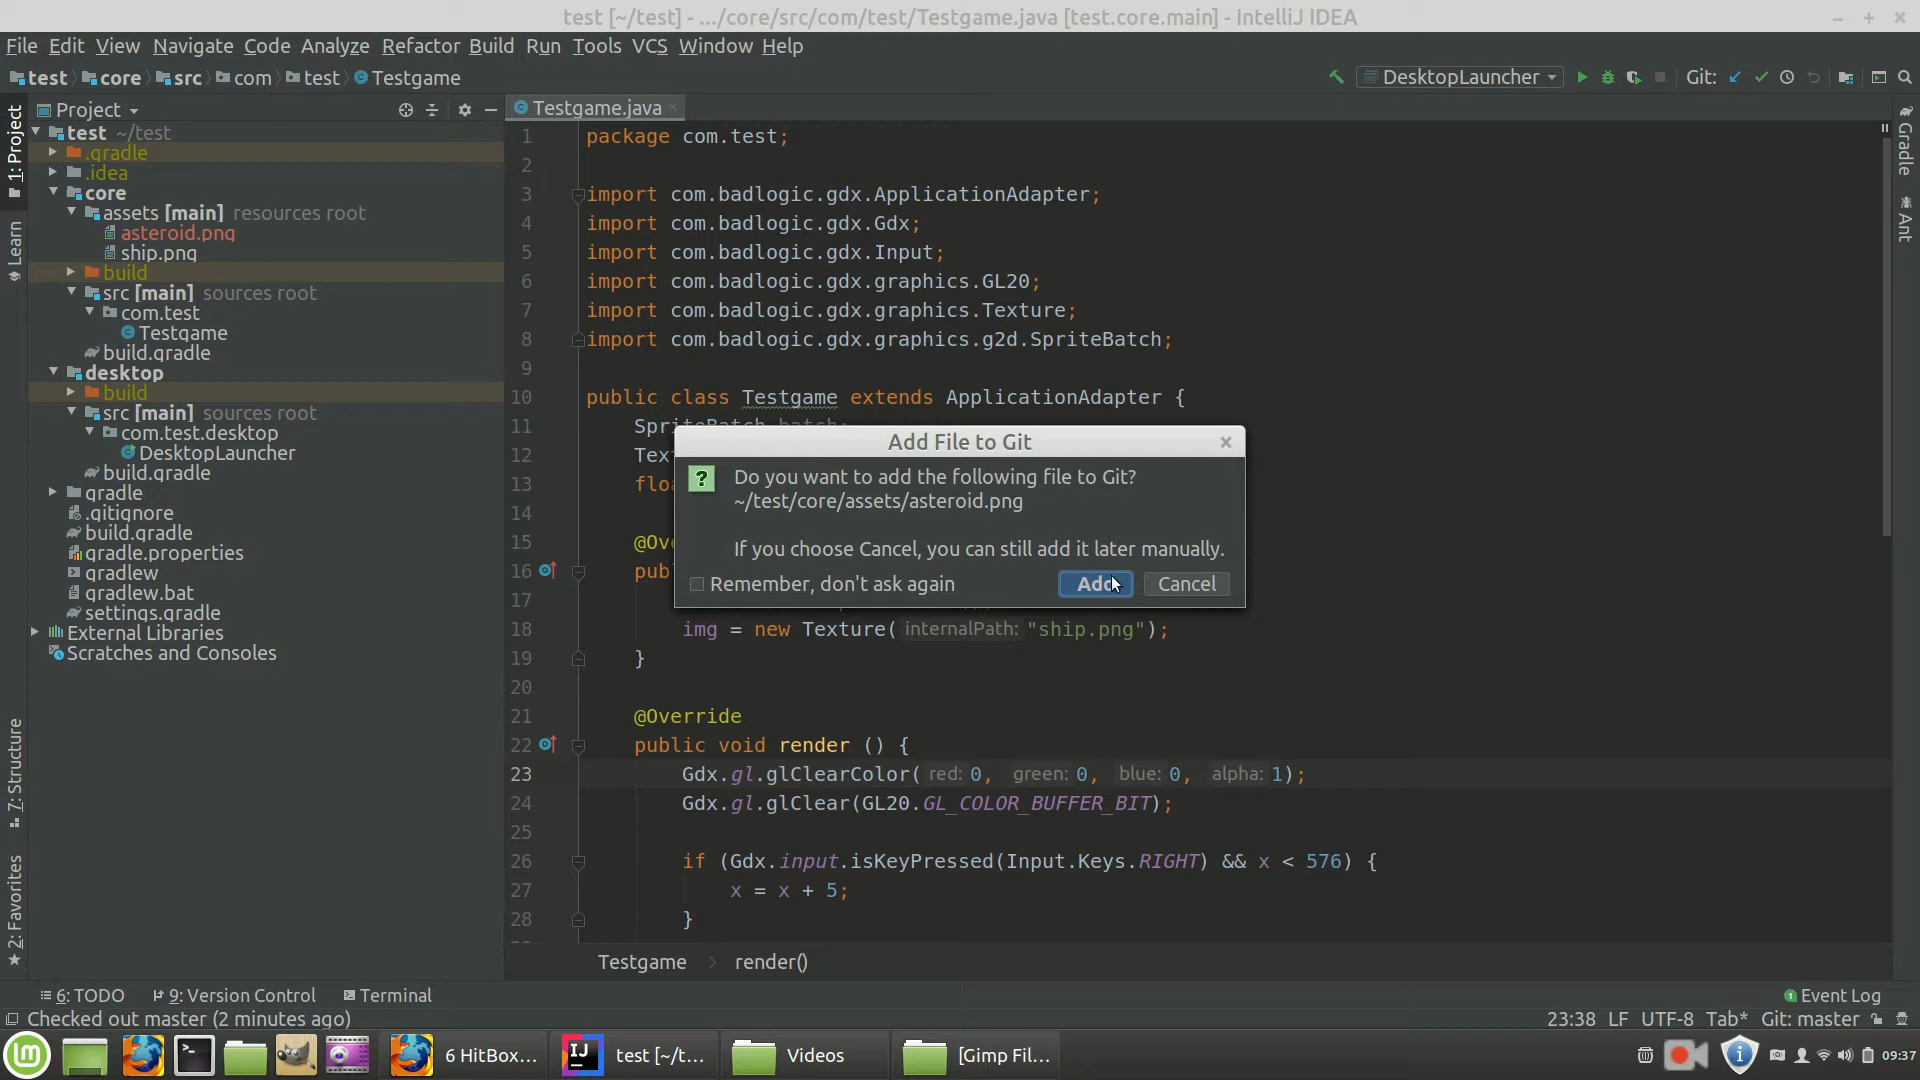 test [~/test] - .../core/src/com/test/Testgame.java [test.core.main] - IntelliJ IDEA
File Edit View Navigate Code Analyze Refactor Build Run Tools VCS Window Help
test core src com test Testgame
DesktopLauncher Git:
Project
Testgame.java
1: Project
Learn
7: Structure
2: Favorites
test ~/test
.gradle
.idea
core
assets [main] resources root
asteroid.png
ship.png
build
src [main] sources root
com.test
Testgame
build.gradle
desktop
build
src [main] sources root
com.test.desktop
DesktopLauncher
build.gradle
gradle
.gitignore
build.gradle
gradle.properties
gradlew
gradlew.bat
settings.gradle
External Libraries
Scratches and Consoles
1 package com.test;
2
3 import com.badlogic.gdx.ApplicationAdapter;
4 import com.badlogic.gdx.Gdx;
5 import com.badlogic.gdx.Input;
6 import com.badlogic.gdx.graphics.GL20;
7 import com.badlogic.gdx.graphics.Texture;
8 import com.badlogic.gdx.graphics.g2d.SpriteBatch;
9
10 public class Testgame extends ApplicationAdapter {
11 SpriteBatch batch;
12 Tex
13 floa
14
15 @Ove
16 publ
17
18 img = new Texture( internalPath: "ship.png");
19 }
20
21 @Override
22 public void render () {
23 Gdx.gl.glClearColor( red: 0, green: 0, blue: 0, alpha: 1);
24 Gdx.gl.glClear(GL20.GL_COLOR_BUFFER_BIT);
25
26 if (Gdx.input.isKeyPressed(Input.Keys.RIGHT) && x < 576) {
27 x = x + 5;
28 }
Add File to Git
Do you want to add the following file to Git?
~/test/core/assets/asteroid.png
If you choose Cancel, you can still add it later manually.
Remember, don't ask again Add Cancel
Gradle
Ant
Testgame render()
6: TODO 9: Version Control Terminal 1 Event Log
Checked out master (2 minutes ago) 23:38 LF UTF-8 Tab* Git: master
6 HitBox... IJ test [~/t... Videos [Gimp Fil... 09:37